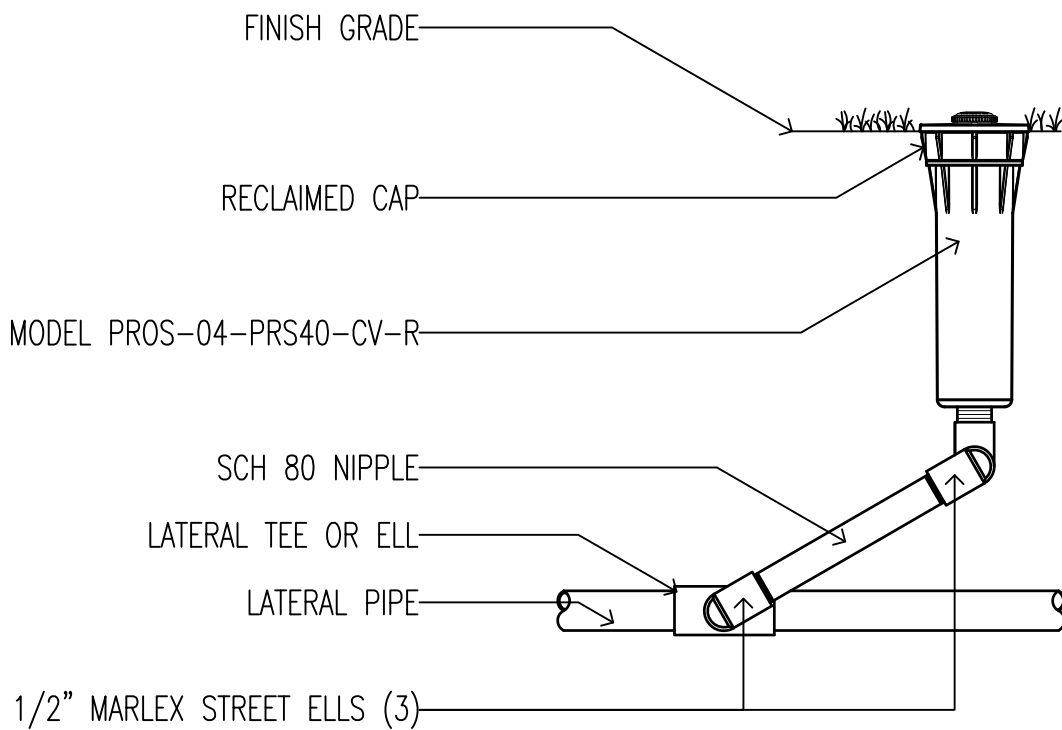 FINISH GRADE
RECLAIMED CAP
MODEL PROS-04-PRS40-CV-R
SCH 80 NIPPLE
LATERAL TEE OR ELL
LATERAL PIPE
1/2” MARLEX STREET ELLS (3)